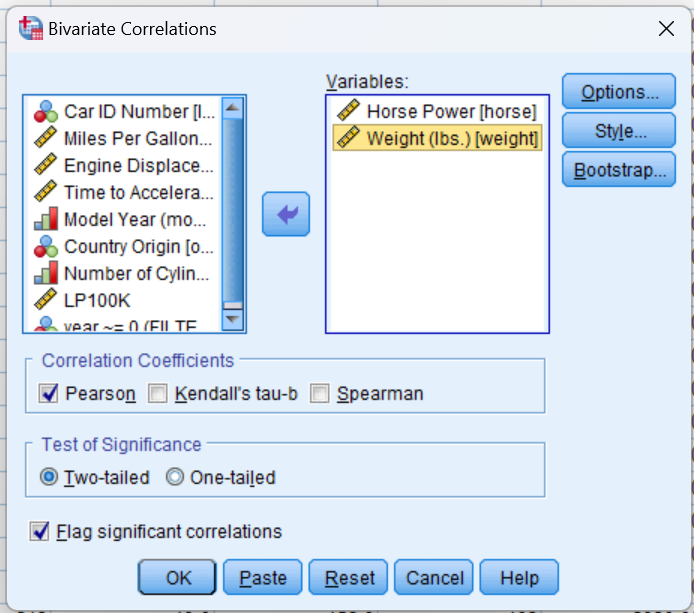 Bivariate Correlations
Variables:
Car ID Number [I...
Miles Per Gallon...
Engine Displace...
Time to Accelera...
Model Year (mo...
Country Origin [o...
Number of Cylin...
LP100K
year ~= 0 (FILTE
Horse Power [horse]
Weight (lbs.) [weight]
Options...
Style...
Bootstrap...
Correlation Coefficients
Pearson Kendall's tau-b Spearman
Test of Significance
Two-tailed One-tailed
Flag significant correlations
OK Paste Reset Cancel Help